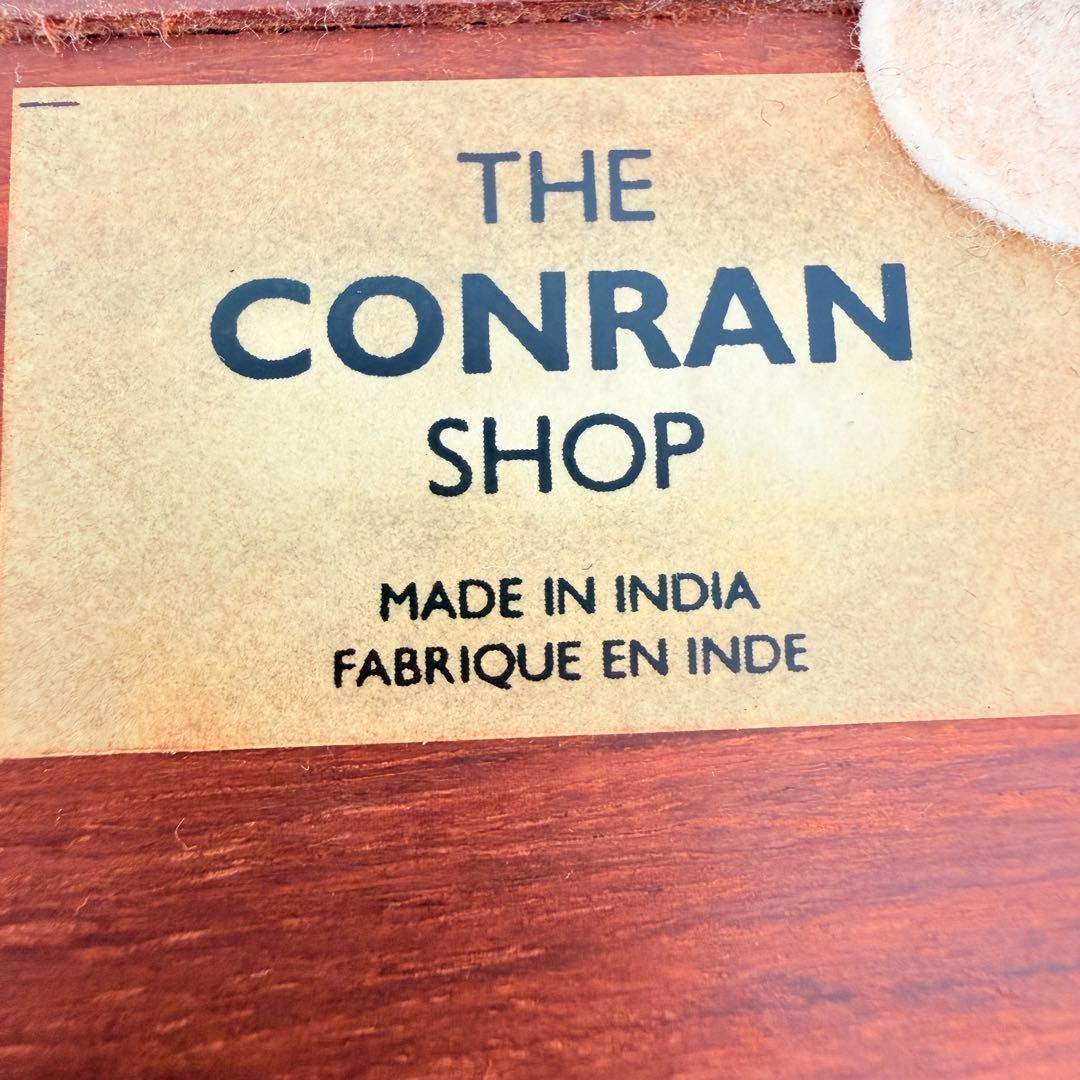 THE
CONRAN
SHOP
MADE IN INDIA
FABRIQUE EN INDE